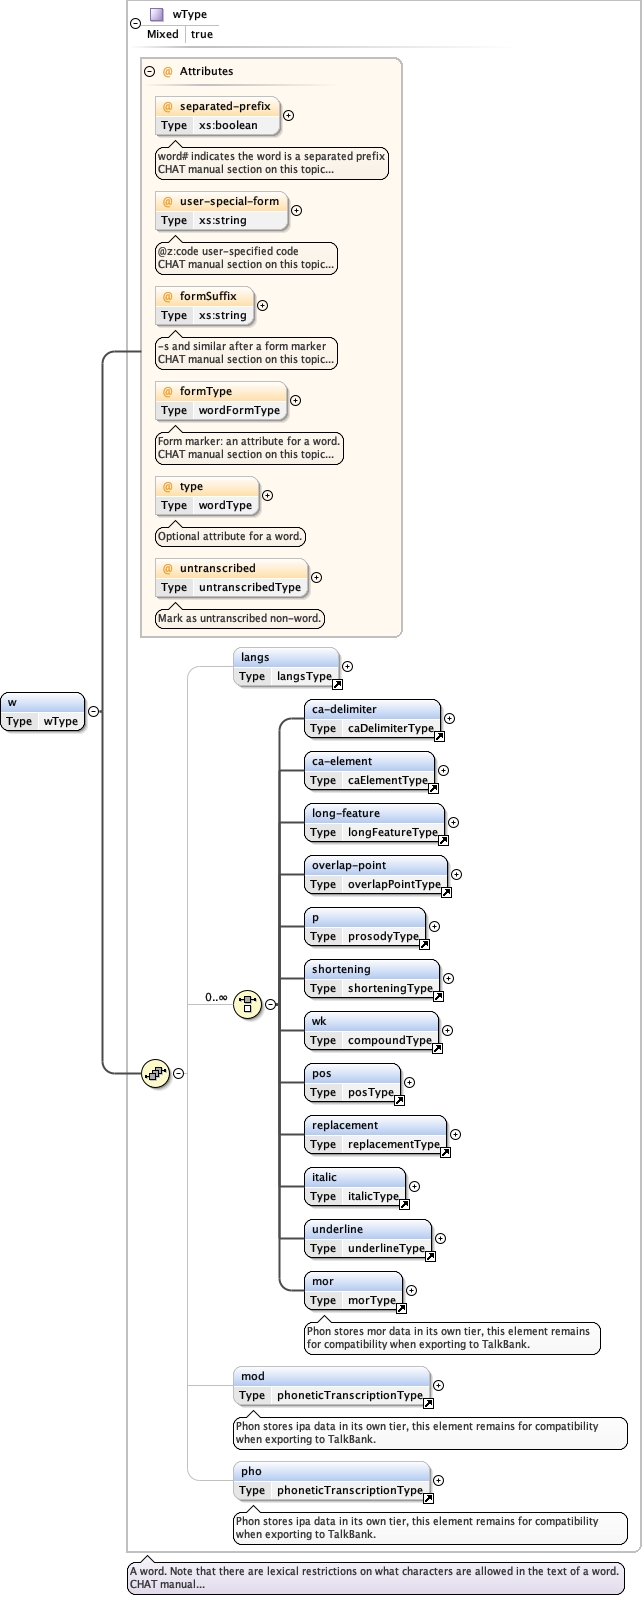 wType
Mixed true
@ Attributes
@ separated-prefix
Type xs:boolean
word# indicates the word is a separated prefix
CHAT manual section on this topic...
@ user-special-form
Type xs:string
@z:code user-specified code
CHAT manual section on this topic...
@ formSuffix
Type xs:string
-s and similar after a form marker
CHAT manual section on this topic...
@ formType
Type wordFormType
Form marker: an attribute for a word.
CHAT manual section on this topic...
@ type
Type wordType
Optional attribute for a word.
@ untranscribed
Type untranscribedType
Mark as untranscribed non-word.
langs
Type langsType
w
Type wType
ca-delimiter
Type caDelimiterType
ca-element
Type caElementType
long-feature
Type longFeatureType
overlap-point
Type overlapPointType
p
Type prosodyType
shortening
Type shorteningType
0..∞
wk
Type compoundType
pos
Type posType
replacement
Type replacementType
italic
Type italicType
underline
Type underlineType
mor
Type morType
Phon stores mor data in its own tier, this element remains
for compatibility when exporting to TalkBank.
mod
Type phoneticTranscriptionType
Phon stores ipa data in its own tier, this element remains for compatibility
when exporting to TalkBank.
pho
Type phoneticTranscriptionType
Phon stores ipa data in its own tier, this element remains for compatibility
when exporting to TalkBank.
A word. Note that there are lexical restrictions on what characters are allowed in the text of a word.
CHAT manual...